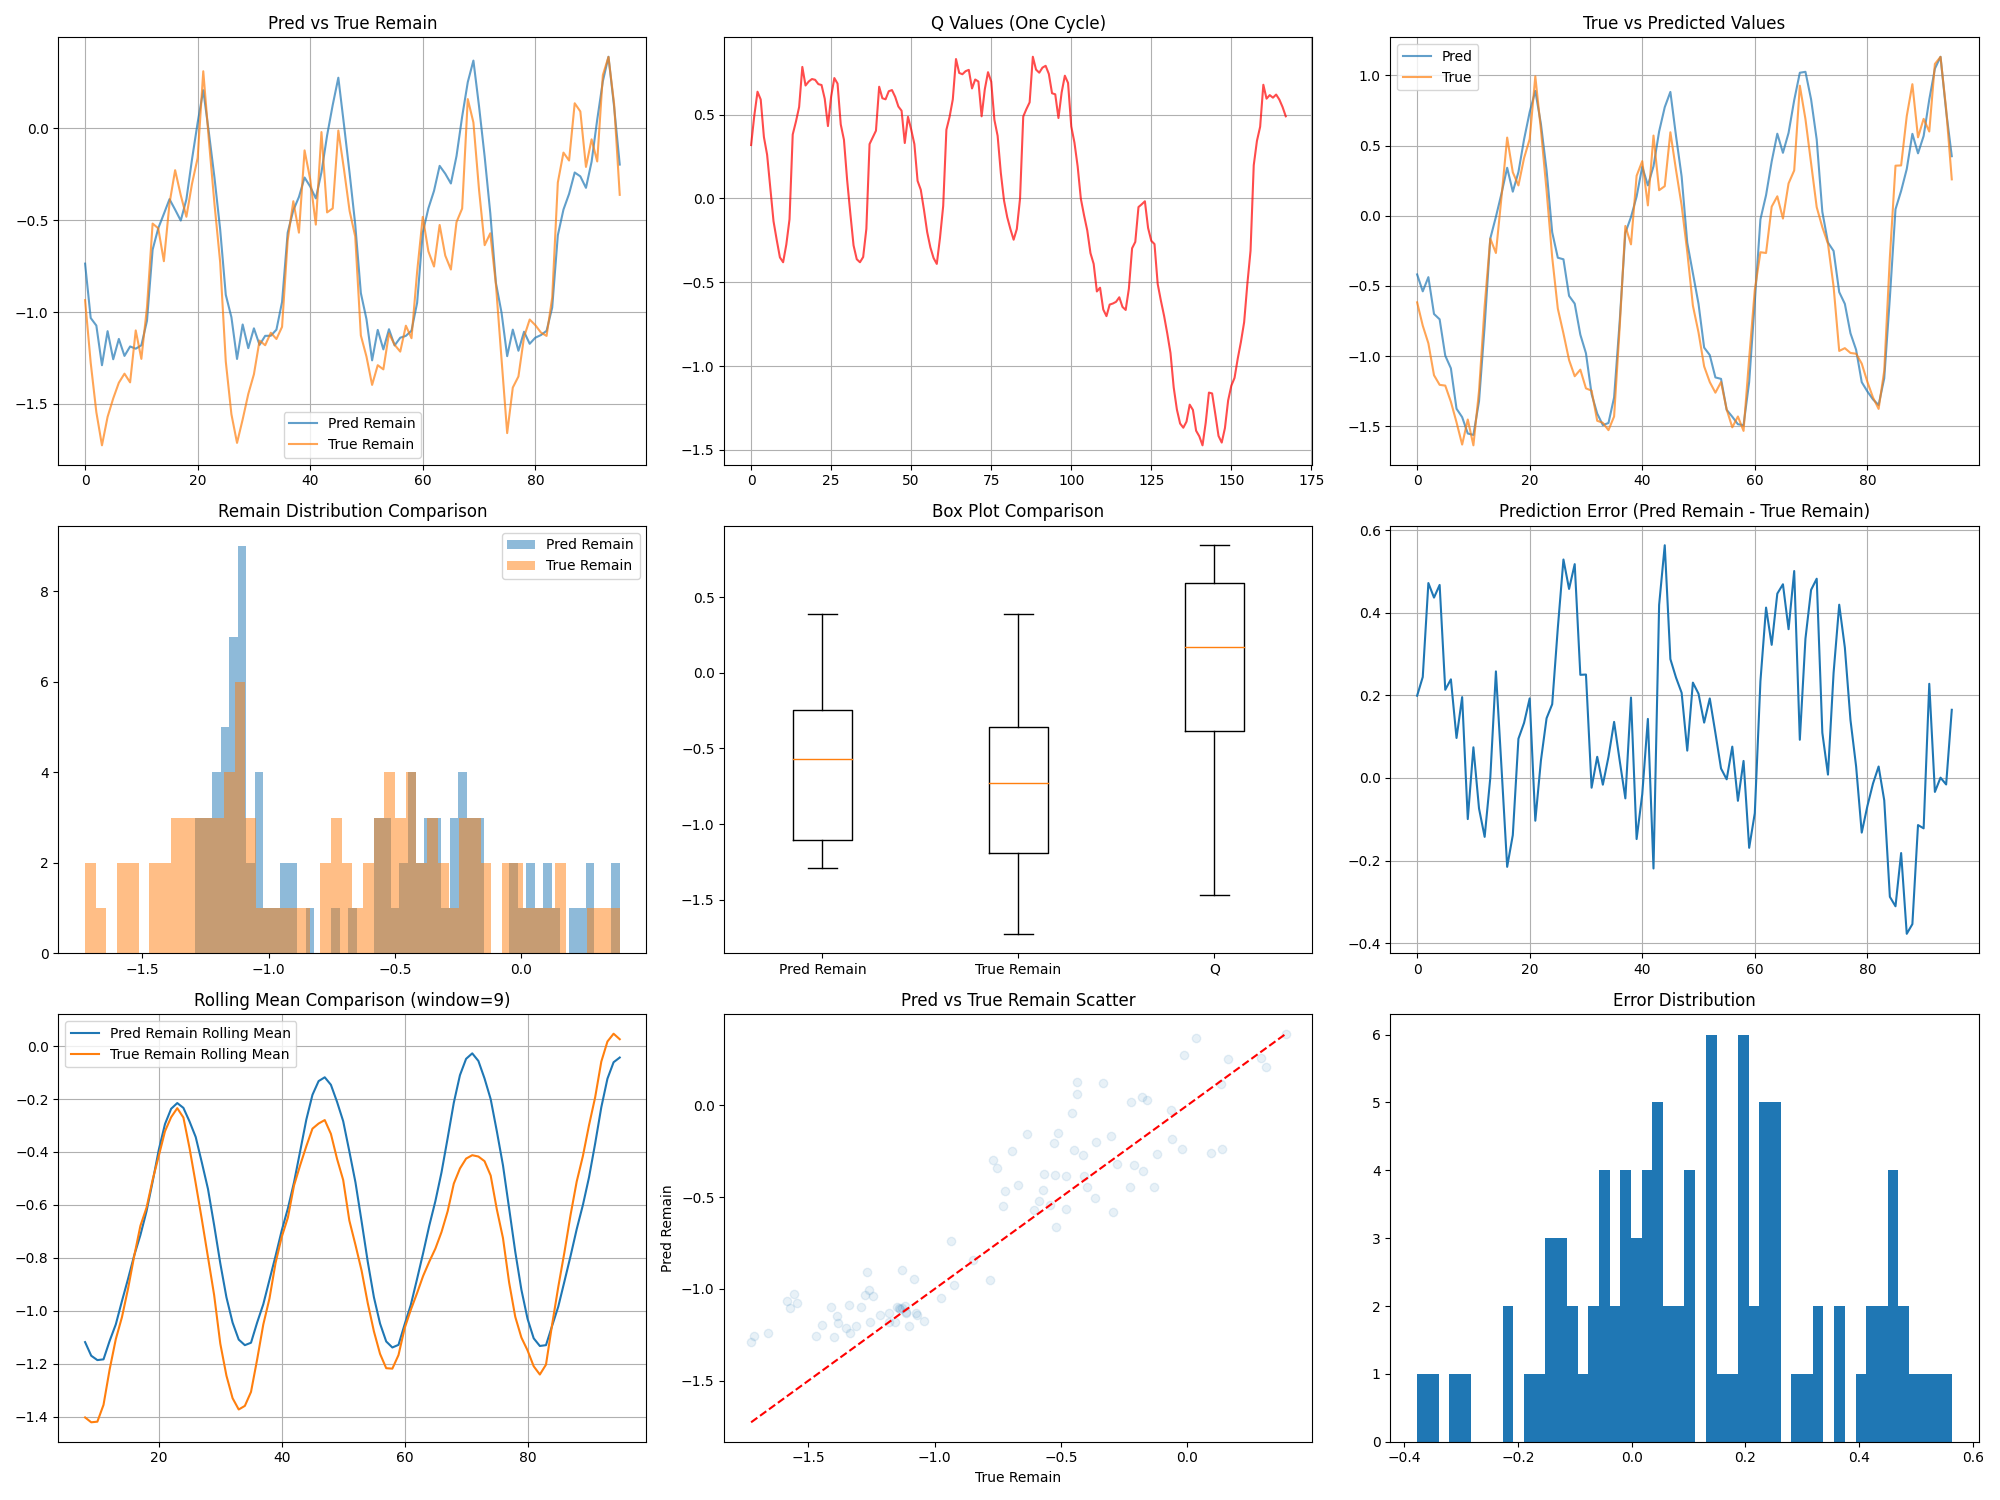 Pred vs True Remain
0.0
−0.5
−1.0
−1.5
Pred Remain
True Remain
0 20 40 60 80
Q Values (One Cycle)
0.5
0.0
−0.5
−1.0
−1.5
0 25 50 75 100 125 150 175
True vs Predicted Values
Pred
True
1.0
0.5
0.0
−0.5
−1.0
−1.5
0 20 40 60 80
Remain Distribution Comparison
Pred Remain
True Remain
8
6
4
2
0
−1.5 −1.0 −0.5 0.0
Box Plot Comparison
0.5
0.0
−0.5
−1.0
−1.5
Pred Remain True Remain Q
Prediction Error (Pred Remain - True Remain)
0.6
0.4
0.2
0.0
−0.2
−0.4
0 20 40 60 80
Rolling Mean Comparison (window=9)
Pred Remain Rolling Mean
True Remain Rolling Mean
0.0
−0.2
−0.4
−0.6
−0.8
−1.0
−1.2
−1.4
20 40 60 80
Pred vs True Remain Scatter
Pred Remain
0.0
−0.5
−1.0
−1.5
−1.5 −1.0 −0.5 0.0
True Remain
Error Distribution
6
5
4
3
2
1
0
−0.4 −0.2 0.0 0.2 0.4 0.6